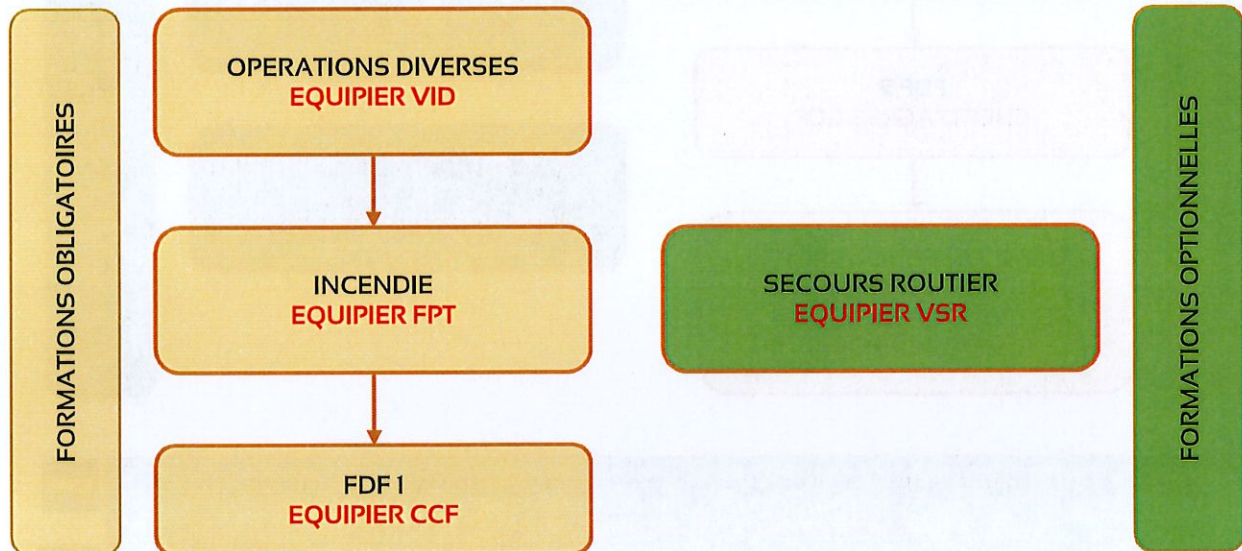 FORMATIONS OBLIGATOIRES
OPERATIONS DIVERSES
EQUIPIER VID
INCENDIE
EQUIPIER FPT
FDF 1
EQUIPIER CCF
SECOURS ROUTIER
EQUIPIER VSR
FORMATIONS OPTIONNELLES